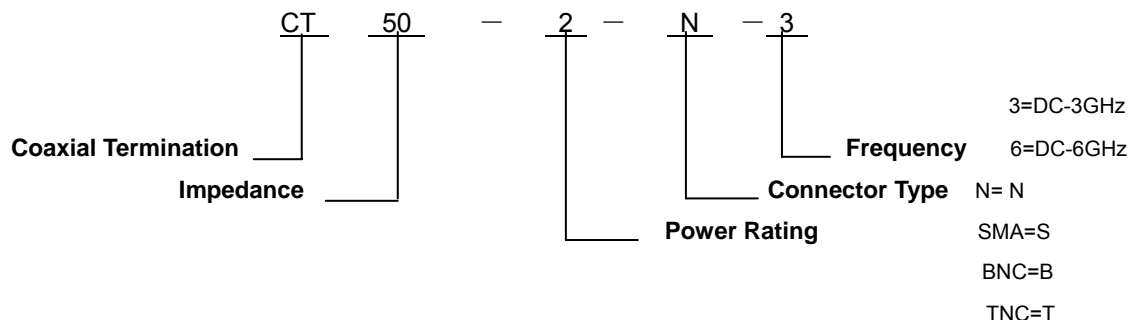 CT 50 — 2 — N — 3
3=DC-3GHz
Coaxial Termination Frequency 6=DC-6GHz
Impedance Connector Type N= N
Power Rating SMA=S
BNC=B
TNC=T